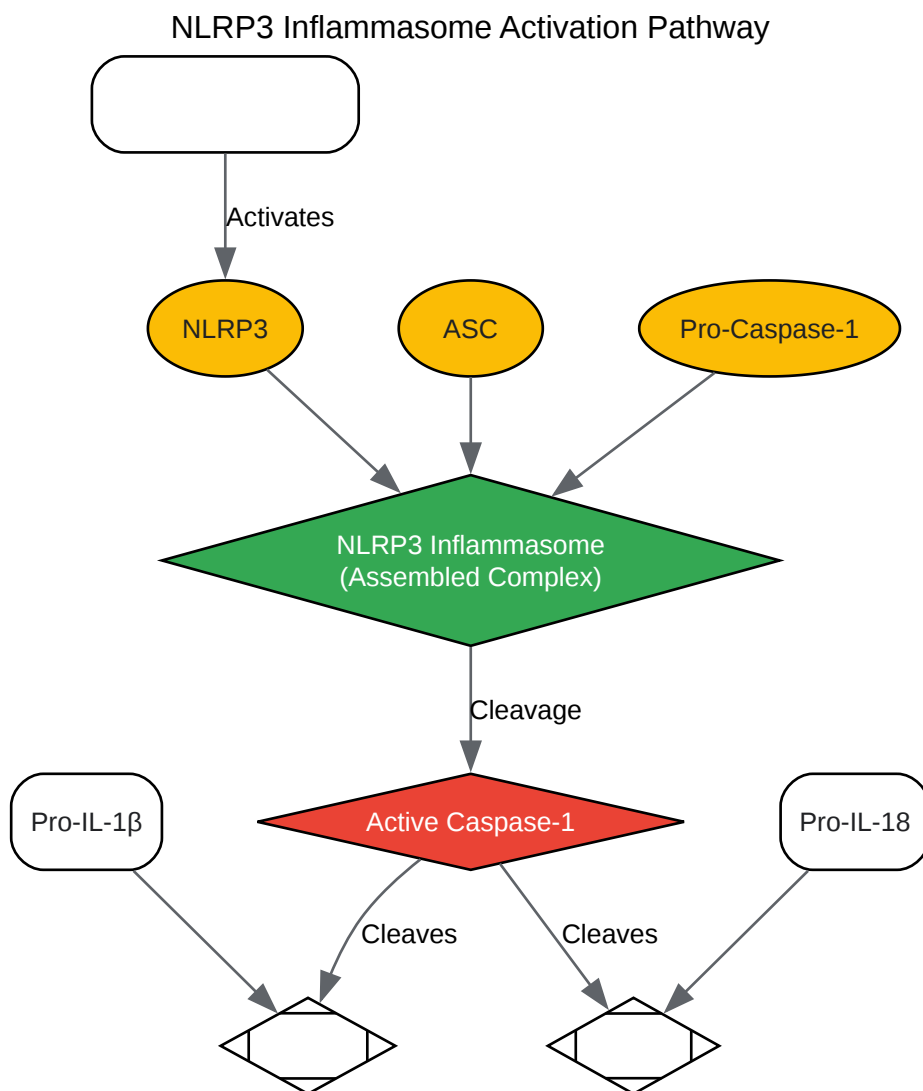 NLRP3 Inflammasome Activation Pathway
Activates
NLRP3
ASC
Pro-Caspase-1
NLRP3 Inflammasome
(Assembled Complex)
Cleavage
Pro-IL-1β
Active Caspase-1
Pro-IL-18
Cleaves
Cleaves